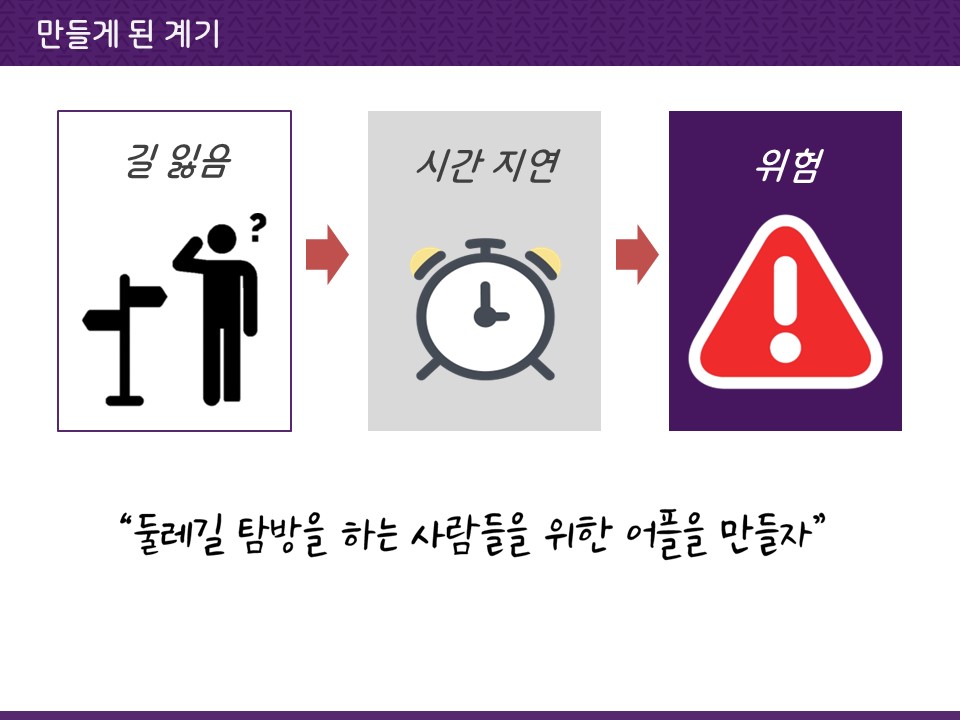 만들게 된 계기
길 잃음
?
시간 지연
위험
“둘레길 탐방을 하는 사람들을 위한 어플을 만들자”